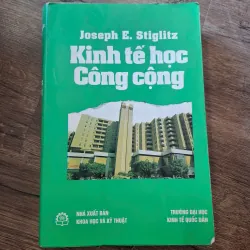 Joseph E. Stiglitz
Kinh tế học
Công cộng
NHÀ XUẤT BẢN
KHOA HỌC VÀ KỸ THUẬT
TRƯỜNG ĐẠI HỌC
KINH TẾ QUỐC DÂN